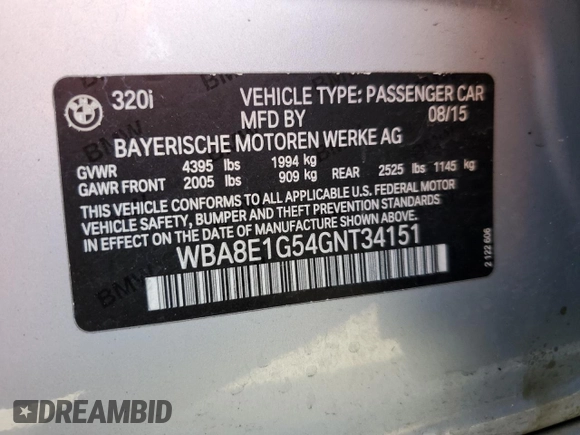 320i VEHICLE TYPE: PASSENGER CAR
MFD BY 08/15
BAYERISCHE MOTOREN WERKE AG
GVWR 4395 lbs 1994 kg
GAWR FRONT 2005 lbs 909 kg REAR 2525 lbs 1145 kg
THIS VEHICLE CONFORMS TO ALL APPLICABLE U.S. FEDERAL MOTOR
VEHICLE SAFETY, BUMPER AND THEFT PREVENTION STANDARDS
IN EFFECT ON THE DATE OF MANUFACTURE SHOWN ABOVE.
WBA8E1G54GNT34151
2 122 606
DREAMBID